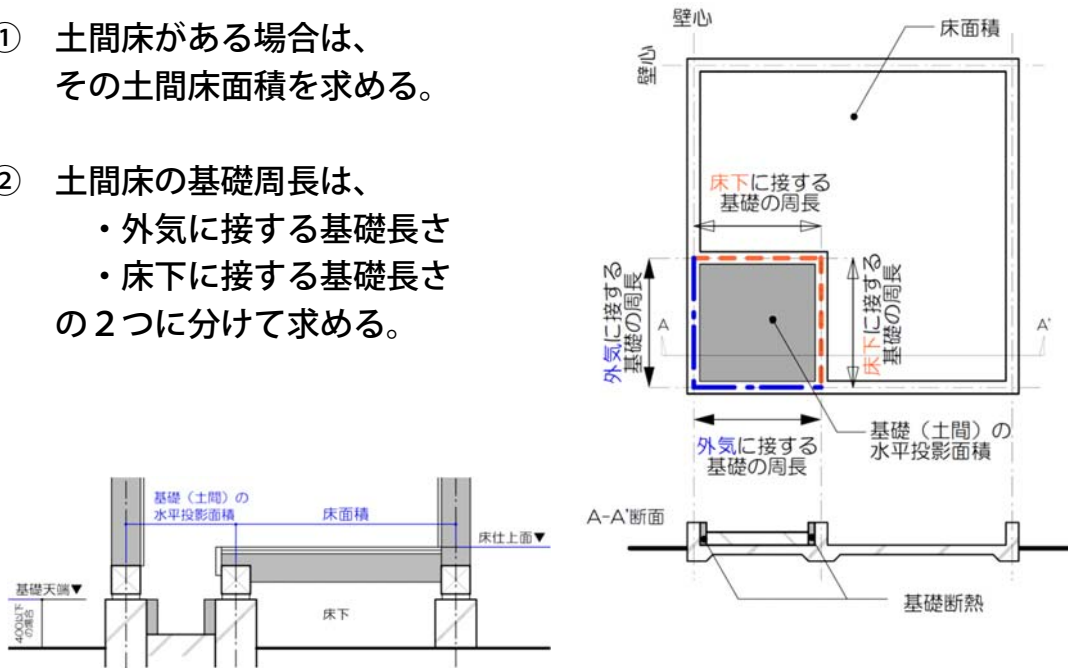 ① 土間床がある場合は、
その土間床面積を求める。
② 土間床の基礎周長は、
・外気に接する基礎長さ
・床下に接する基礎長さ
の２つに分けて求める。
壁心
壁心
床面積
床下に接する
基礎の周長
外気に接する
基礎の周長
床下に接する
基礎の周長
A
A'
外気に接する
基礎の周長
基礎（土間）の
水平投影面積
A-A'断面
基礎断熱
基礎（土間）の
水平投影面積
床面積
床仕上面▼
基礎天端▼
400以下
の場合
床下